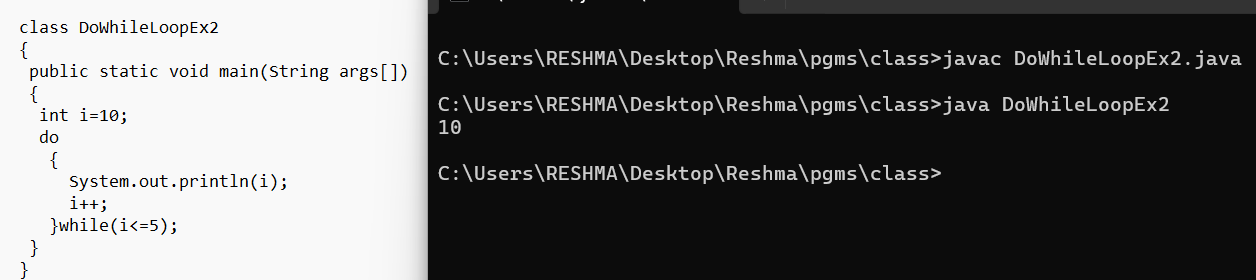 class DoWhileLoopEx2
{
public static void main(String args[])
{
int i=10;
do
{
System.out.println(i);
i++;
}while(i<=5);
}
}
C:\Users\RESHMA\Desktop\Reshma\pgms\class>javac DoWhileLoopEx2.java
C:\Users\RESHMA\Desktop\Reshma\pgms\class>java DoWhileLoopEx2
10
C:\Users\RESHMA\Desktop\Reshma\pgms\class>